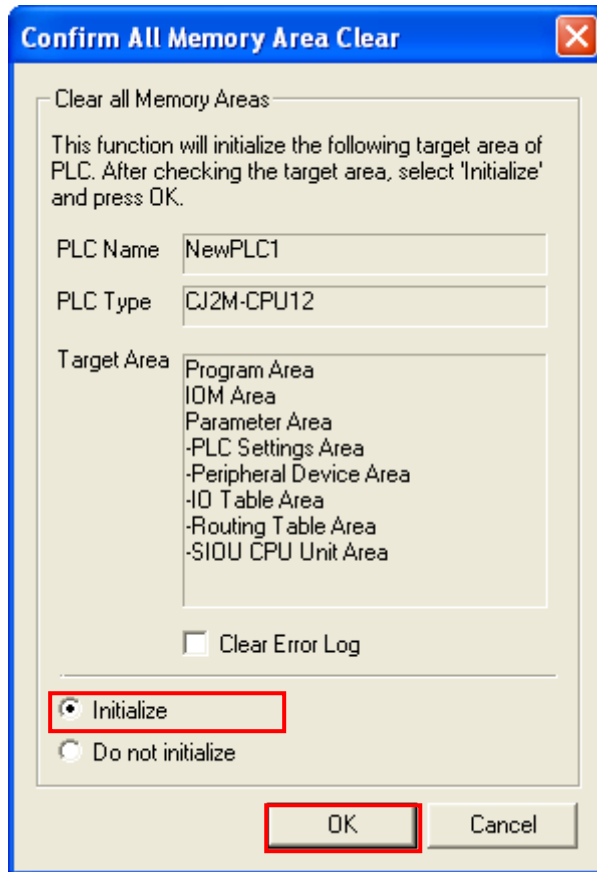 Confirm All Memory Area Clear
Clear all Memory Areas
This function will initialize the following target area of
PLC. After checking the target area, select 'Initialize'
and press OK.
PLC Name NewPLC1
PLC Type CJ2M-CPU12
Target Area Program Area
IOM Area
Parameter Area
-PLC Settings Area
-Peripheral Device Area
-IO Table Area
-Routing Table Area
-SIOU CPU Unit Area
Clear Error Log
Initialize
Do not initialize
OK Cancel